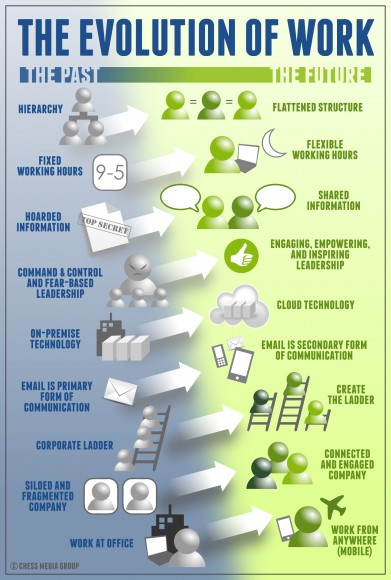 THE EVOLUTION OF WORK
THE PAST
THE FUTURE
HIERARCHY
FLATTENED STRUCTURE
FIXED
WORKING HOURS
9-5
FLEXIBLE
WORKING HOURS
HOARDED
INFORMATION
TOP SECRET
SHARED
INFORMATION
COMMAND & CONTROL
AND FEAR-BASED
LEADERSHIP
ENGAGING, EMPOWERING,
AND INSPIRING
LEADERSHIP
ON-PREMISE
TECHNOLOGY
CLOUD TECHNOLOGY
EMAIL IS PRIMARY
FORM OF
COMMUNICATION
EMAIL IS SECONDARY FORM
OF COMMUNICATION
CORPORATE LADDER
CREATE
THE LADDER
SILOED AND
FRAGMENTED
COMPANY
CONNECTED
AND ENGAGED
COMPANY
WORK AT OFFICE
WORK FROM
ANYWHERE
(MOBILE)
© CHESS MEDIA GROUP